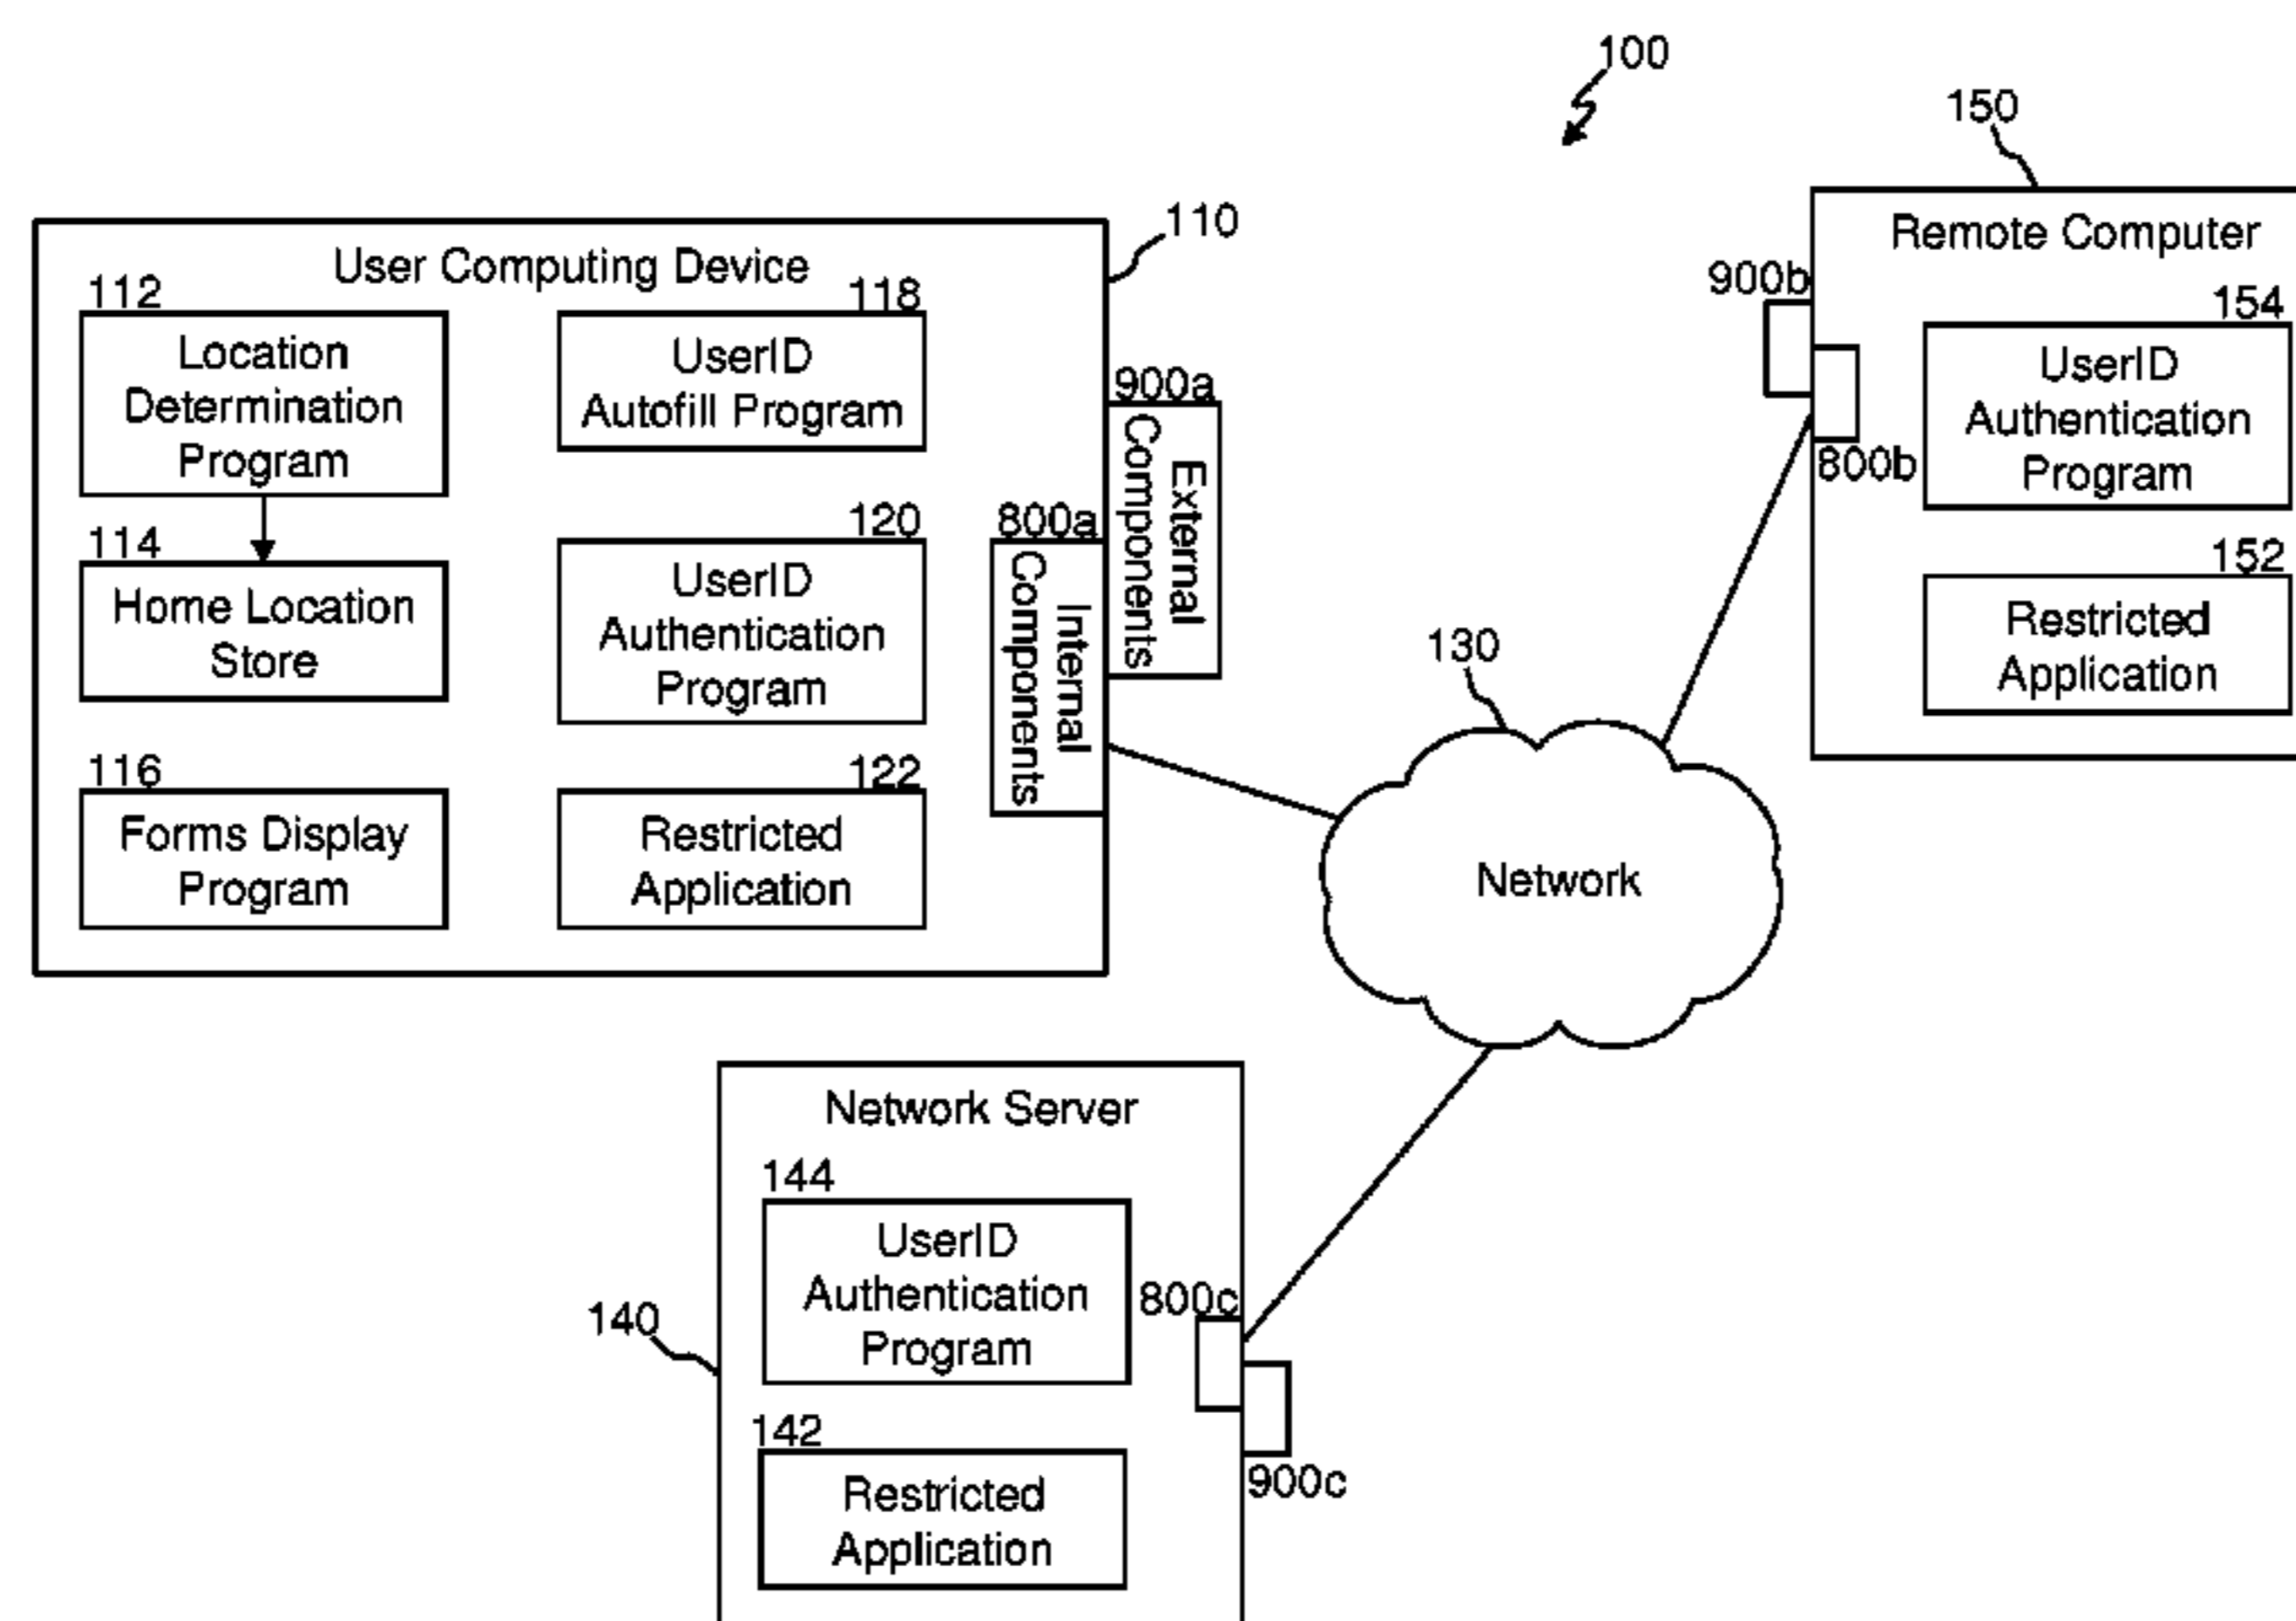 100
150
Remote Computer
900b
154
UserID
Authentication
Program
800b
152
Restricted
Application
110
User Computing Device
112
Location
Determination
Program
118
UserID
Autofill Program
900a
External
Components
114
Home Location
Store
120
UserID
Authentication
Program
800a
Internal
Components
116
Forms Display
Program
122
Restricted
Application
130
Network
Network Server
144
UserID
Authentication
Program
800c
140
142
Restricted
Application
900c